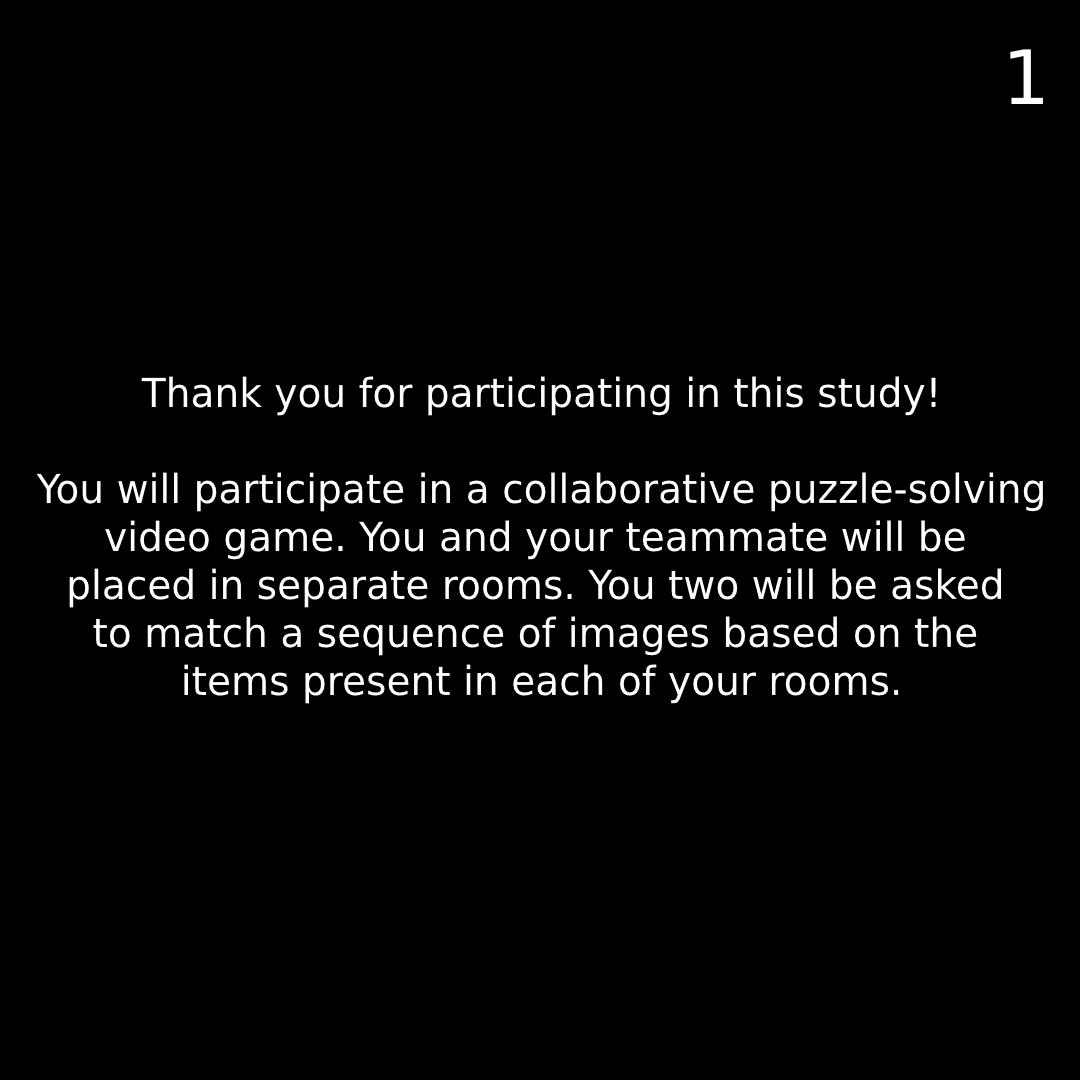 1
Thank you for participating in this study!
You will participate in a collaborative puzzle-solving
video game. You and your teammate will be
placed in separate rooms. You two will be asked
to match a sequence of images based on the
items present in each of your rooms.